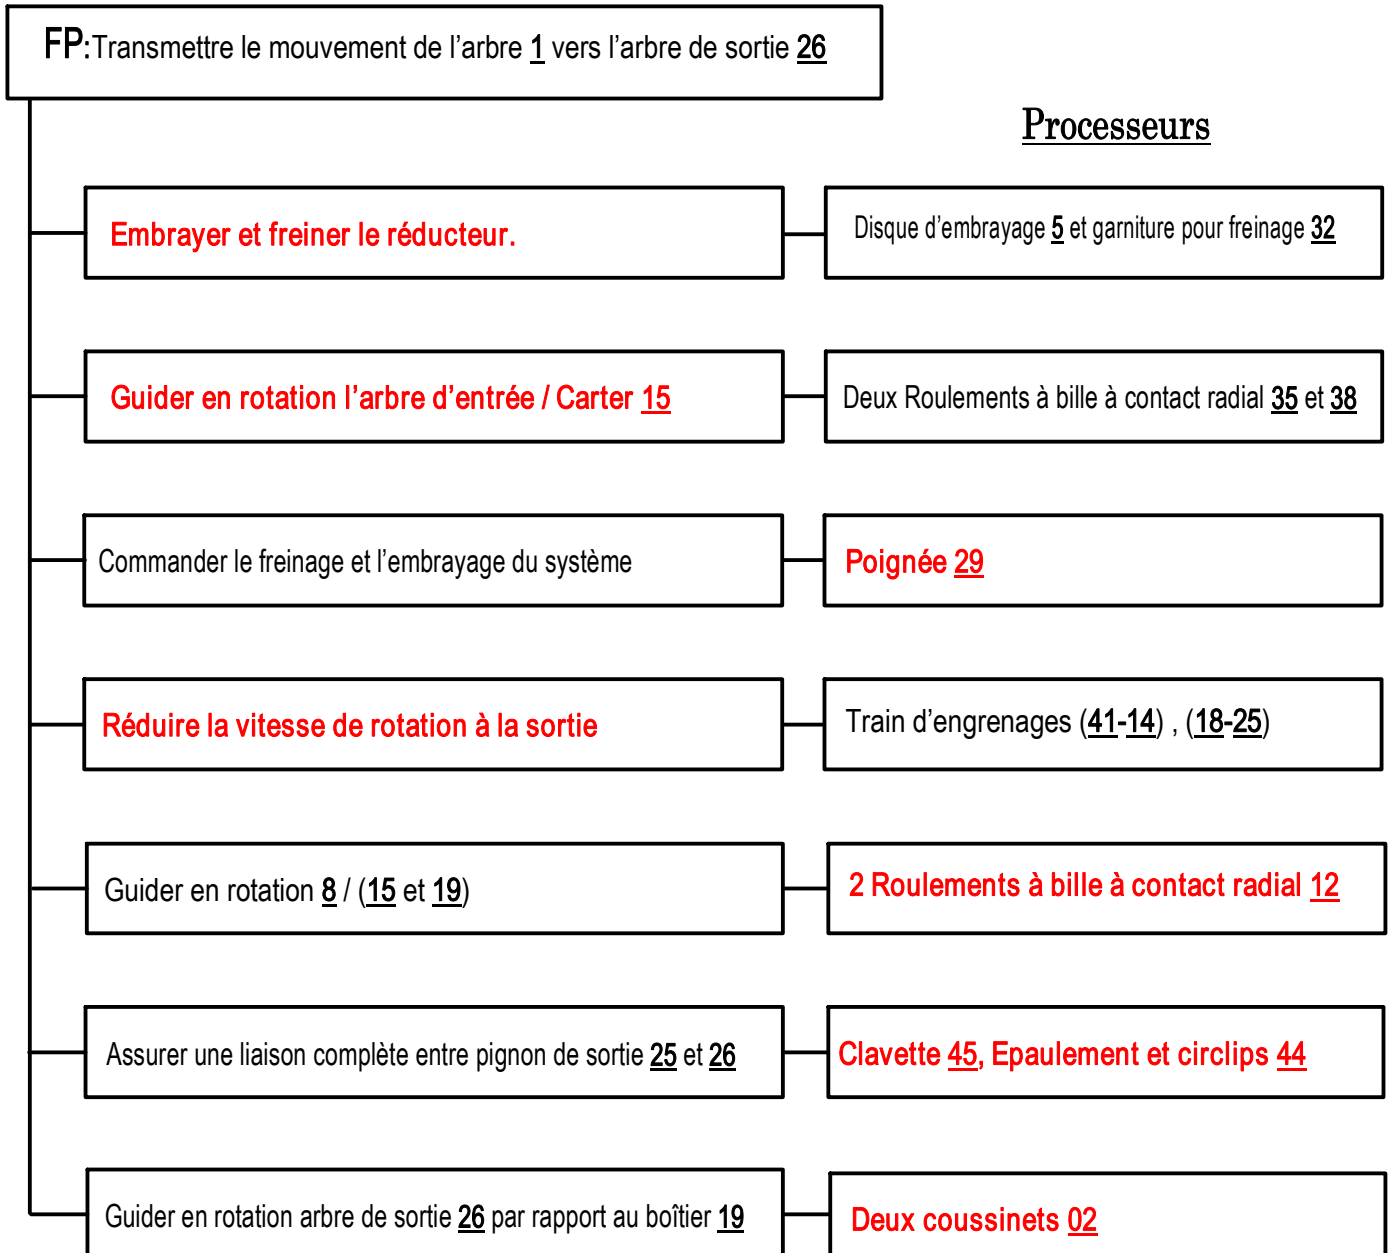 FP:Transmettre le mouvement de l’arbre 1 vers l’arbre de sortie 26
Processeurs
Embrayer et freiner le réducteur.
Disque d’embrayage 5 et garniture pour freinage 32
Guider en rotation l’arbre d’entrée / Carter 15
Deux Roulements à bille à contact radial 35 et 38
Commander le freinage et l’embrayage du système
Poignée 29
Réduire la vitesse de rotation à la sortie
Train d’engrenages (41-14) , (18-25)
Guider en rotation 8 / (15 et 19)
2 Roulements à bille à contact radial 12
Assurer une liaison complète entre pignon de sortie 25 et 26
Clavette 45, Epaulement et circlips 44
Guider en rotation arbre de sortie 26 par rapport au boîtier 19
Deux coussinets 02